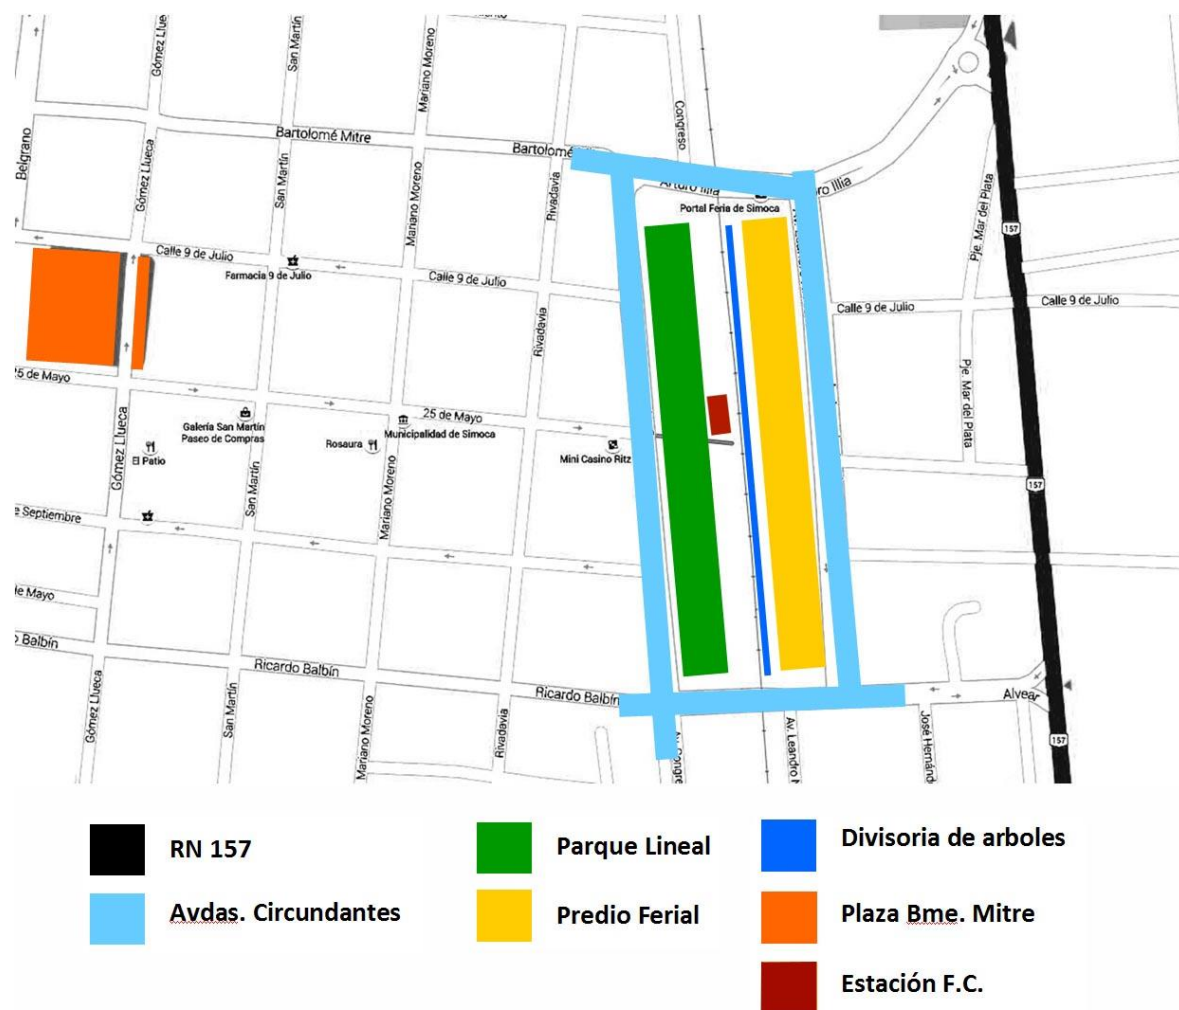 Gómez Lluec
San Martín
Mariano Moreno
Congreso
Belgrano
Gómez Llueca
San Martín
Mariano Moreno
Bartolomé Mitre
Bartolomé
Rivadavia
Arturo Illia
ro Illia
Portal Feria de Simoca
Pje. Mar del Plata
157
Calle 9 de Julio
Farmacia 9 de Julio
Calle 9 de Julio
Calle 9 de Julio
Calle 9 de Julio
Rivadavia
25 de Mayo
25 de Mayo
Pje. Mar del Plata
Galería San Martín
Paseo de Compras
Municipalidad de Simoca
Rosaura
El Patio
Mini Casino Ritz
Gómez Llueca
San Martín
Mariano Moreno
157
e Septiembre
de Mayo
o Balbín
Ricardo Balbín
Ricardo Balbín
Alvear
Gómez Llueca
San Martín
Mariano Moreno
Rivadavia
Av. Congre
Av. Leandro N
José Hernánd
157
RN 157
Parque Lineal
Divisoria de arboles
Avdas. Circundantes
Predio Ferial
Plaza Bme. Mitre
Estación F.C.